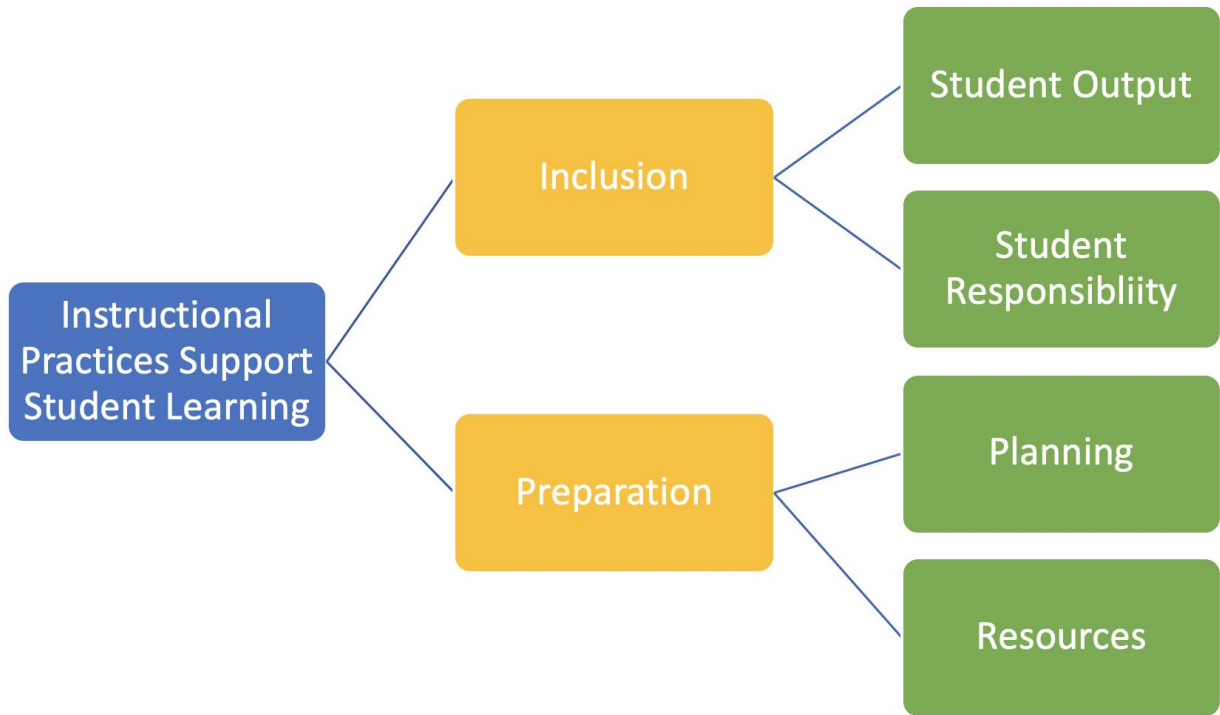 Instructional
Practices Support
Student Learning
Inclusion
Preparation
Student Output
Student
Responsibliity
Planning
Resources